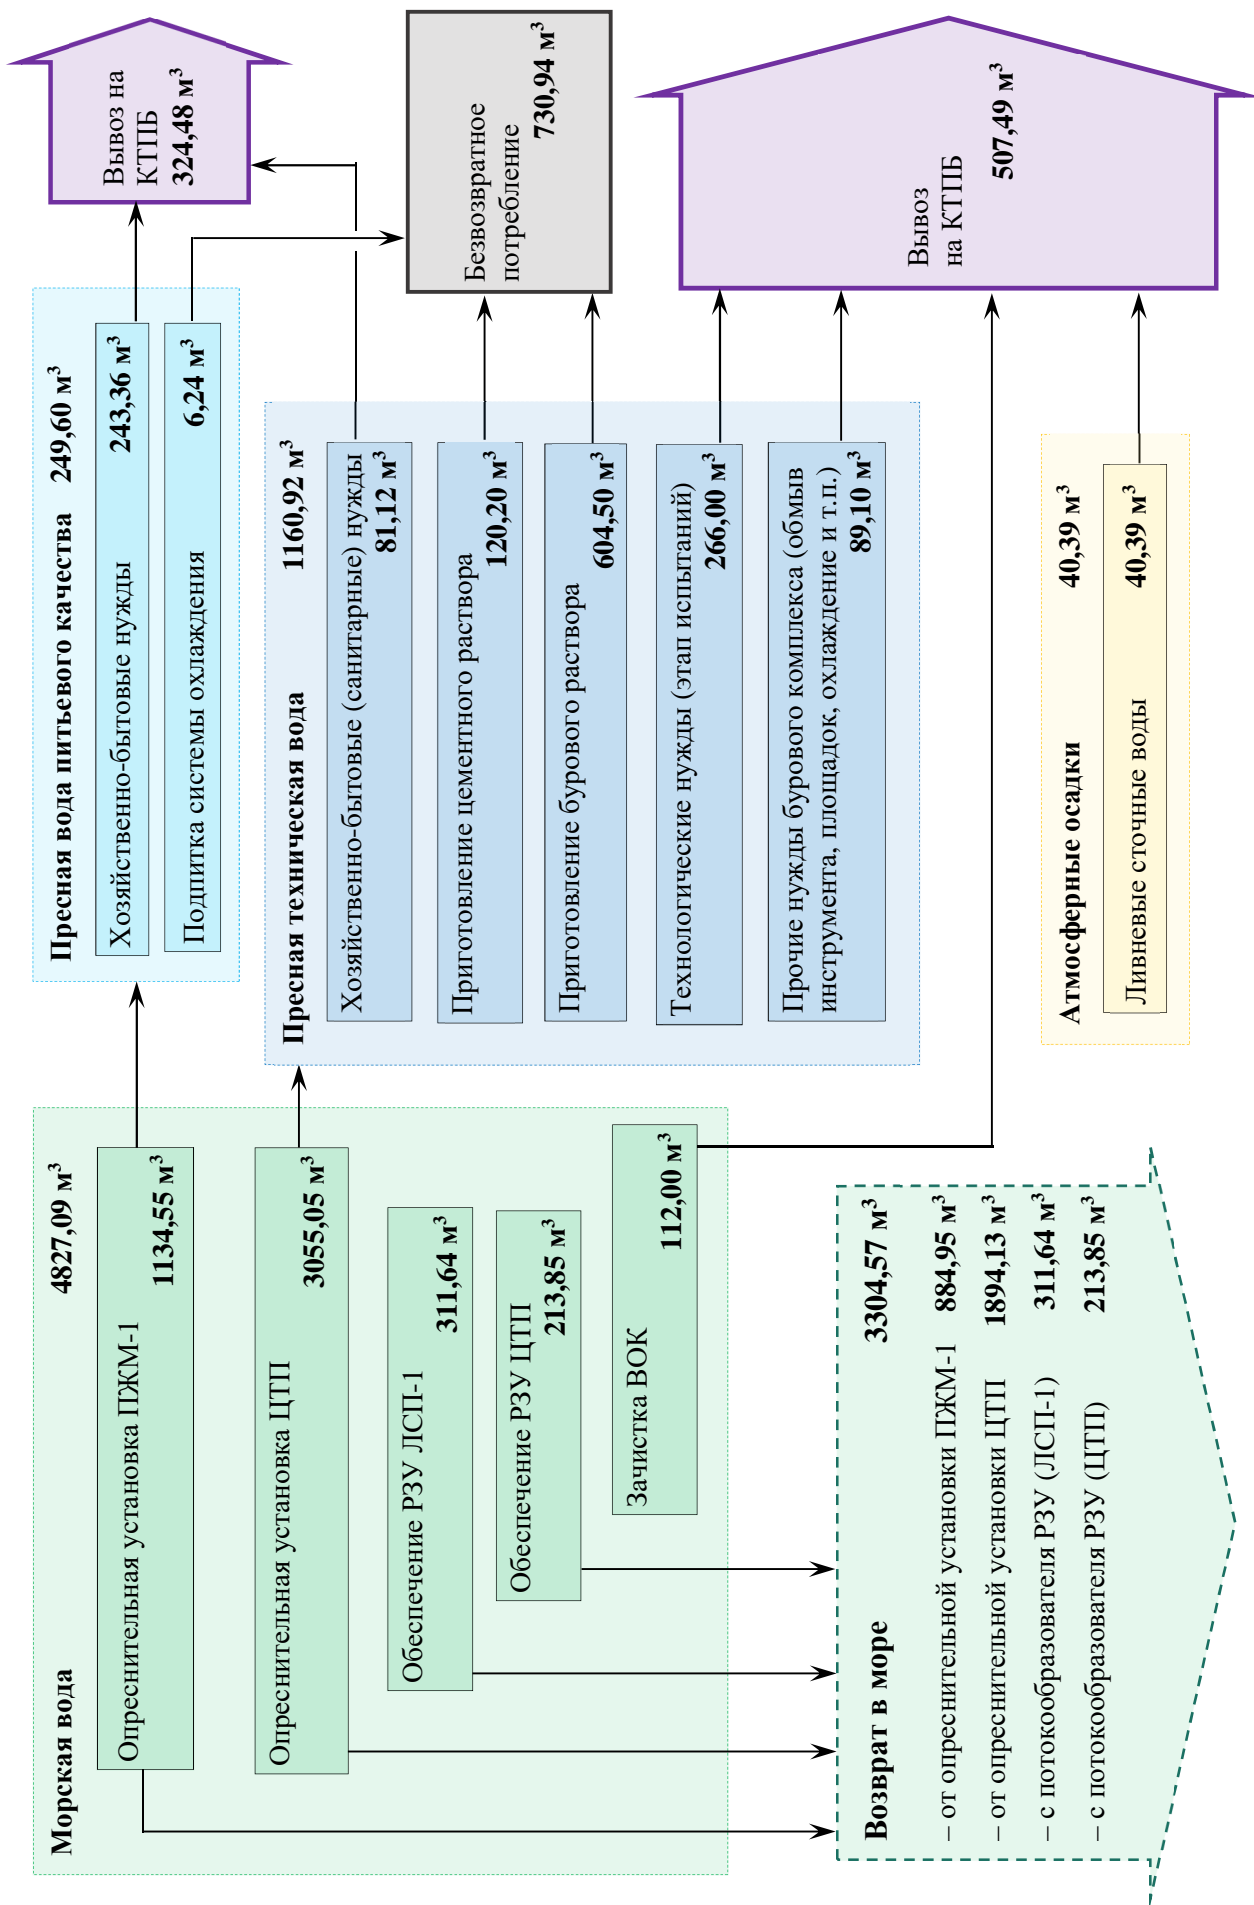 Морская вода 4827,09 м³
Опреснительная установка ПЖМ-1
1134,55 м³
Опреснительная установка ЦТП
3055,05 м³
Обеспечение РЗУ ЛСП-1
311,64 м³
Обеспечение РЗУ ЦТП
213,85 м³
Зачистка ВОК
112,00 м³
Возврат в море 3304,57 м³
– от опреснительной установки ПЖМ-1 884,95 м³
– от опреснительной установки ЦТП 1894,13 м³
– с потокообразователя РЗУ (ЛСП-1) 311,64 м³
– с потокообразователя РЗУ (ЦТП) 213,85 м³
Пресная вода питьевого качества 249,60 м³
Хозяйственно-бытовые нужды 243,36 м³
Подпитка системы охлаждения 6,24 м³
Пресная техническая вода 1160,92 м³
Хозяйственно-бытовые (санитарные) нужды
81,12 м³
Приготовление цементного раствора
120,20 м³
Приготовление бурового раствора
604,50 м³
Технологические нужды (этап испытаний)
266,00 м³
Прочие нужды бурового комплекса (обмыв
инструмента, площадок, охлаждение и т.п.)
89,10 м³
Атмосферные осадки 40,39 м³
Ливневые сточные воды 40,39 м³
Вывоз на
КТПБ
324,48 м³
Безвозвратное
потребление
730,94 м³
Вывоз
на КТПБ
507,49 м³